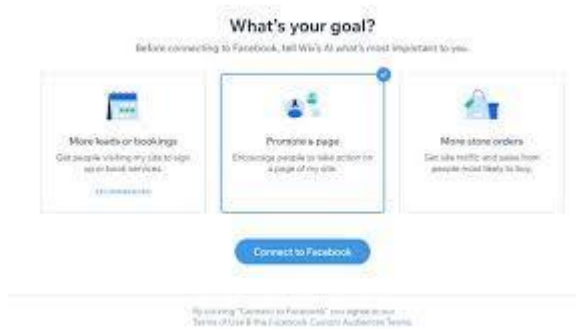 What's your goal?
Before connecting to Facebook, tell Wix's AI what's most important to you.
More leads or bookings
Get people visiting my site to sign
up or book services.
RECOMMENDED
Promote a page
Encourage people to take action on
a page of my site.
More store orders
Get site traffic and sales from
people most likely to buy.
Connect to Facebook
By clicking "Connect to Facebook" you agree to our
Terms of Use & the Facebook Custom Audiences Terms.